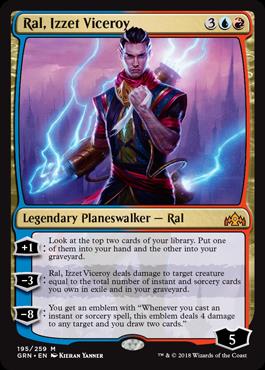 Ral, Izzet Viceroy 3
Legendary Planeswalker — Ral
+1 Look at the top two cards of your library. Put one
of them into your hand and the other into your
graveyard.
-3 Ral, Izzet Viceroy deals damage to target creature
equal to the total number of instant and sorcery cards
you own in exile and in your graveyard.
-8 You get an emblem with "Whenever you cast an
instant or sorcery spell, this emblem deals 4 damage
to any target and you draw two cards."
5
195/259 M
GRN • EN KIERAN YANNER
™ & © 2018 Wizards of the Coast